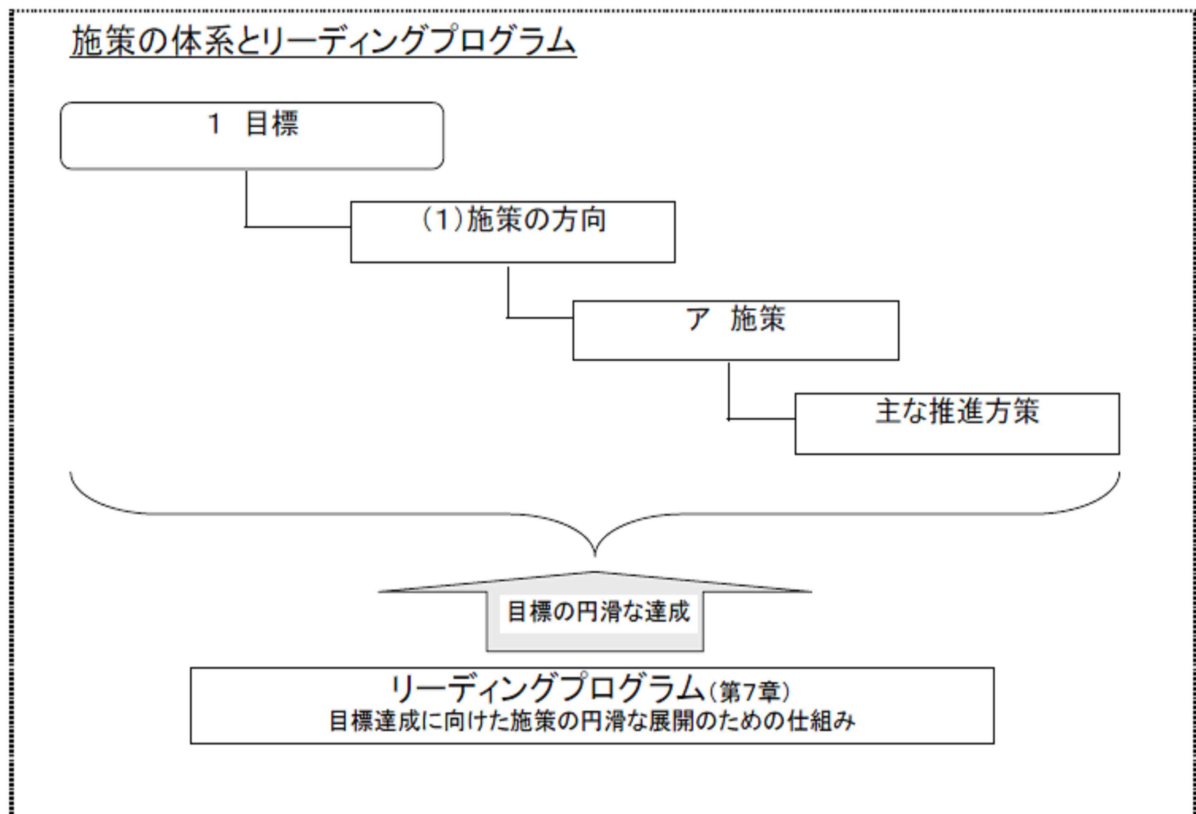 施策の体系とリーディングプログラム
1　目標
(1)施策の方向
ア　施策
主な推進方策
目標の円滑な達成
リーディングプログラム(第7章)
目標達成に向けた施策の円滑な展開のための仕組み